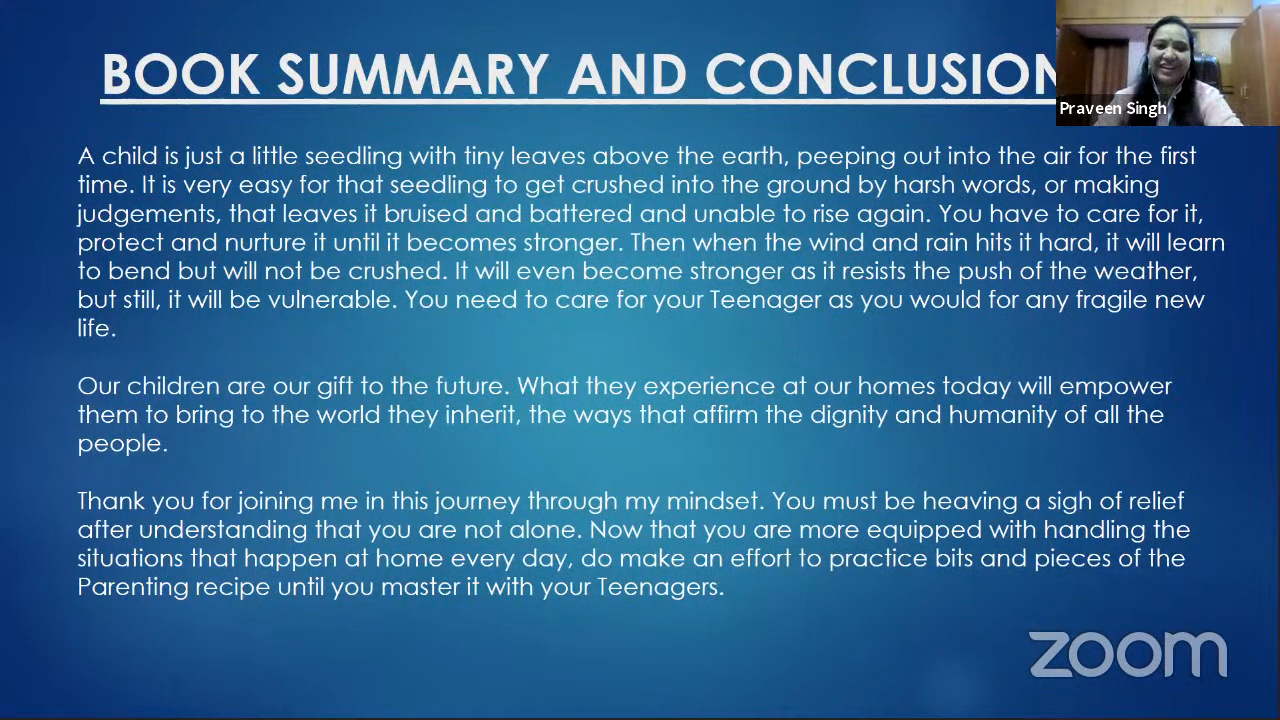 BOOK SUMMARY AND CONCLUSION
Praveen Singh
A child is just a little seedling with tiny leaves above the earth, peeping out into the air for the first
time. It is very easy for that seedling to get crushed into the ground by harsh words, or making
judgements, that leaves it bruised and battered and unable to rise again. You have to care for it,
protect and nurture it until it becomes stronger. Then when the wind and rain hits it hard, it will learn
to bend but will not be crushed. It will even become stronger as it resists the push of the weather,
but still, it will be vulnerable. You need to care for your Teenager as you would for any fragile new
life.
Our children are our gift to the future. What they experience at our homes today will empower
them to bring to the world they inherit, the ways that affirm the dignity and humanity of all the
people.
Thank you for joining me in this journey through my mindset. You must be heaving a sigh of relief
after understanding that you are not alone. Now that you are more equipped with handling the
situations that happen at home every day, do make an effort to practice bits and pieces of the
Parenting recipe until you master it with your Teenagers.
zoom